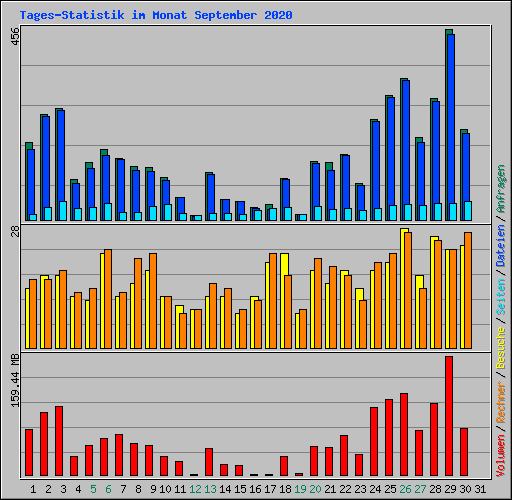 Tages-Statistik im Monat September 2020
456
28
159.44 MB
Volumen / Rechner / Besuche / Seiten / Dateien / Anfragen
1 2 3 4 5 6 7 8 9 10 11 12 13 14 15 16 17 18 19 20 21 22 23 24 25 26 27 28 29 30 31